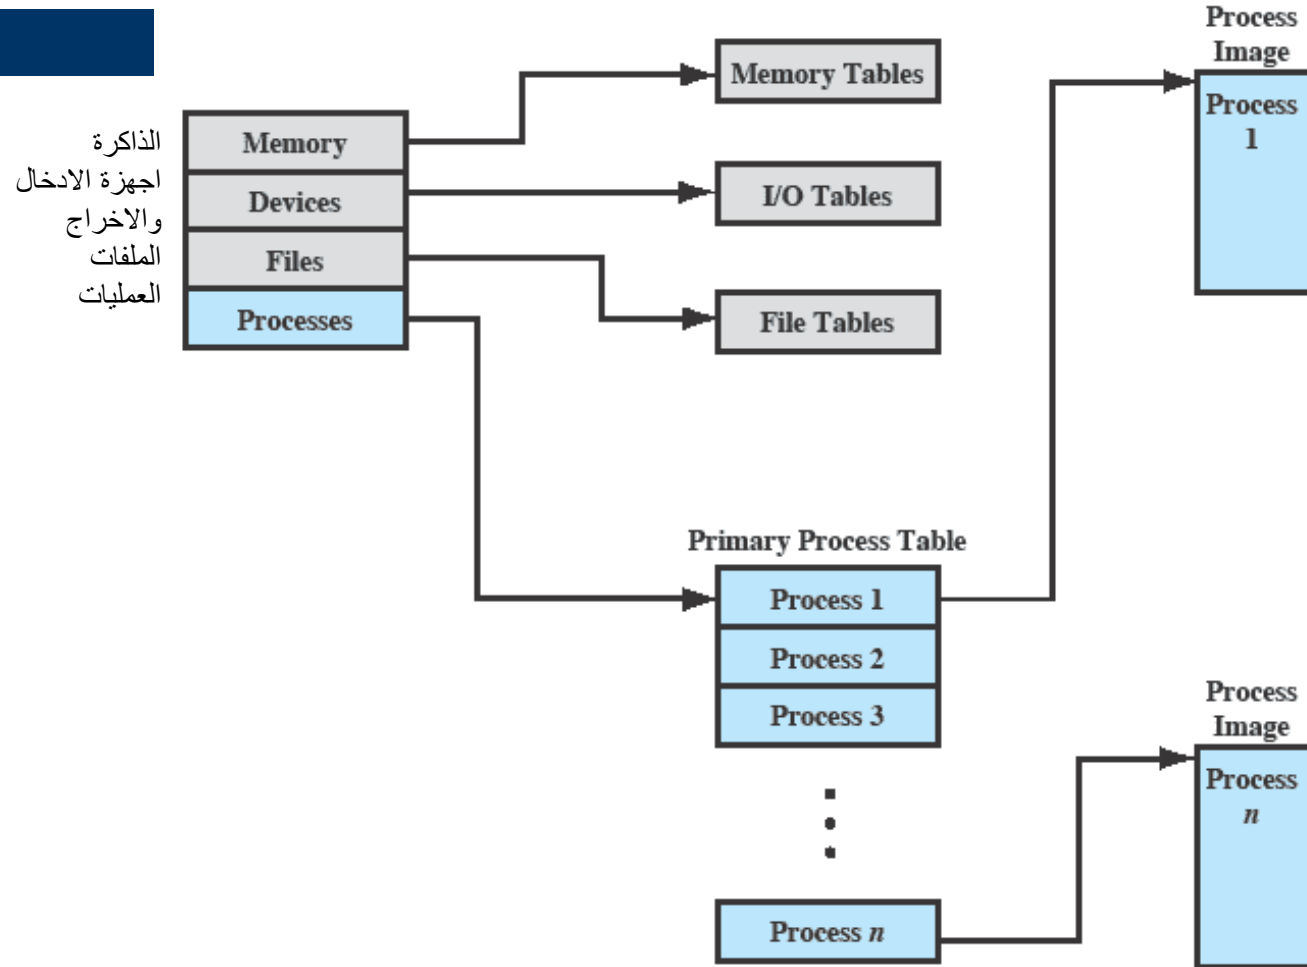 Process
Image
Memory Tables
Process
1
الذاكرة
Memory
اجهزة الادخال
والاخراج
Devices
I/O Tables
الملفات
Files
العمليات
Processes
File Tables
Primary Process Table
Process 1
Process 2
Process 3
Process
Image
Process
n
Process n